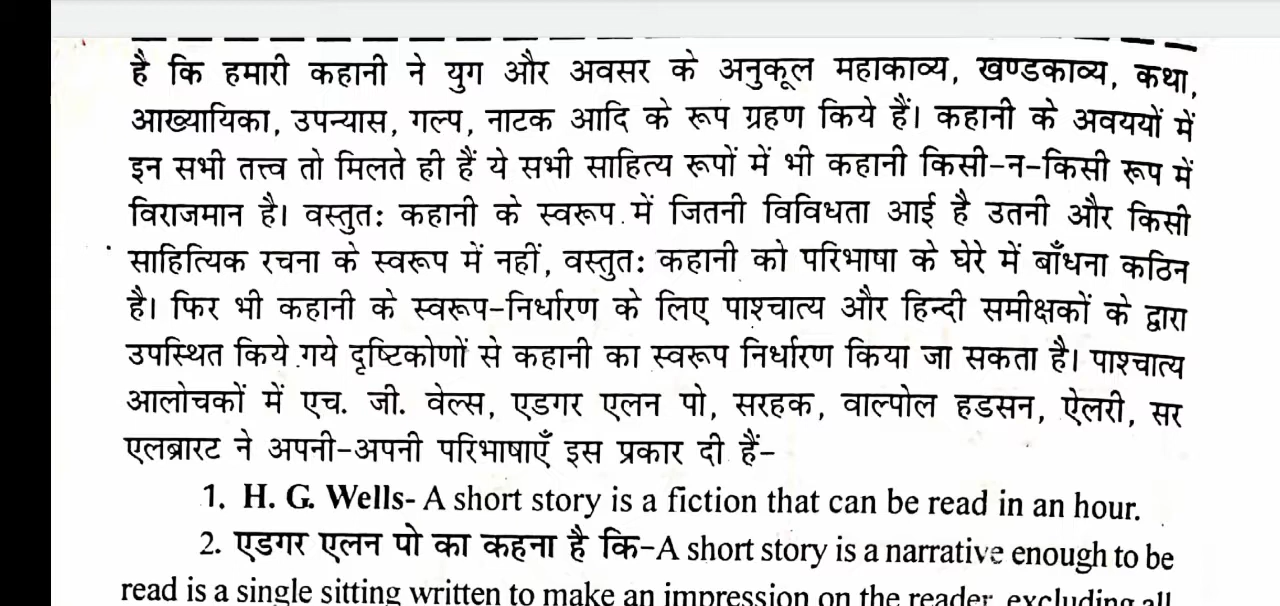 है कि हमारी कहानी ने युग और अवसर के अनुकूल महाकाव्य, खण्डकाव्य, कथा,
आख्यायिका, उपन्यास, गल्प, नाटक आदि के रूप ग्रहण किये हैं। कहानी के अवययों में
इन सभी तत्त्व तो मिलते ही हैं ये सभी साहित्य रूपों में भी कहानी किसी-न-किसी रूप में
विराजमान है। वस्तुतः कहानी के स्वरूप में जितनी विविधता आई है उतनी और किसी
साहित्यिक रचना के स्वरूप में नहीं, वस्तुतः कहानी को परिभाषा के घेरे में बाँधना कठिन
है। फिर भी कहानी के स्वरूप-निर्धारण के लिए पाश्चात्य और हिन्दी समीक्षकों के द्वारा
उपस्थित किये गये दृष्टिकोणों से कहानी का स्वरूप निर्धारण किया जा सकता है। पाश्चात्य
आलोचकों में एच. जी. वेल्स, एडगर एलन पो, सरहक, वाल्पोल हडसन, ऐलरी, सर
एलब्रारट ने अपनी-अपनी परिभाषाएँ इस प्रकार दी हैं-
1. H. G. Wells- A short story is a fiction that can be read in an hour.
2. एडगर एलन पो का कहना है कि-A short story is a narrative enough to be
read is a single sitting written to make an impression on the reader, excluding all